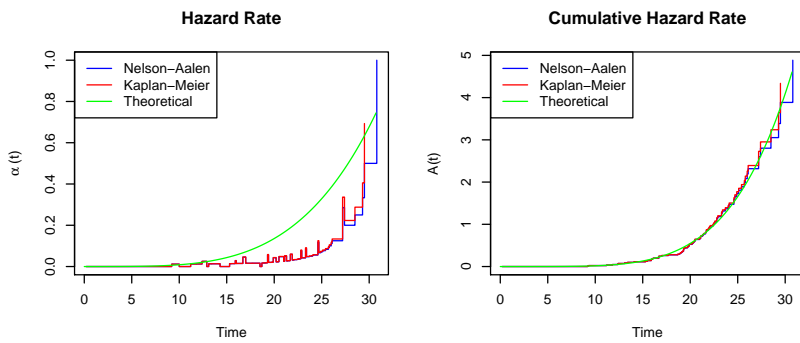 Hazard Rate
α (t)
1.0
0.8
0.6
0.4
0.2
0.0
Nelson−Aalen
Kaplan−Meier
Theoretical
0 5 10 15 20 25 30
Time
Cumulative Hazard Rate
A(t)
5
4
3
2
1
0
Nelson−Aalen
Kaplan−Meier
Theoretical
0 5 10 15 20 25 30
Time